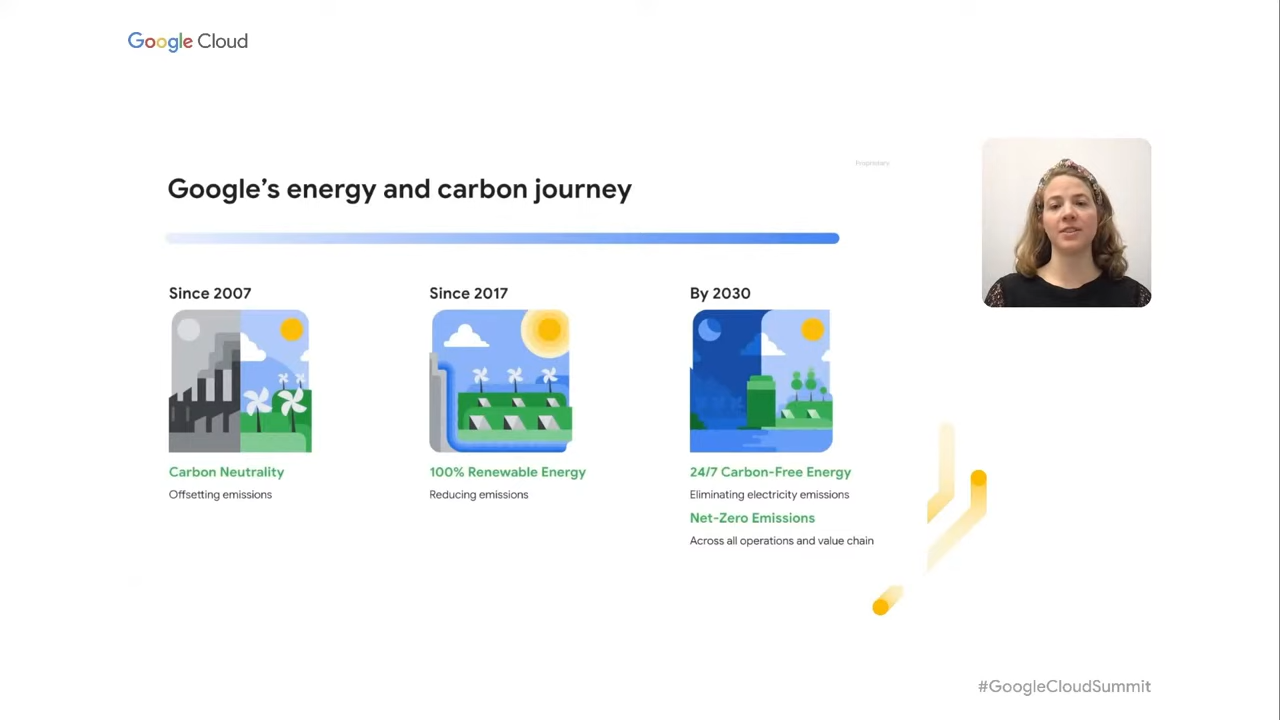 Google Cloud
Proprietary
Google's energy and carbon journey
Since 2007
Since 2017
By 2030
Carbon Neutrality
Offsetting emissions
100% Renewable Energy
Reducing emissions
24/7 Carbon-Free Energy
Eliminating electricity emissions
Net-Zero Emissions
Across all operations and value chain
#GoogleCloudSummit